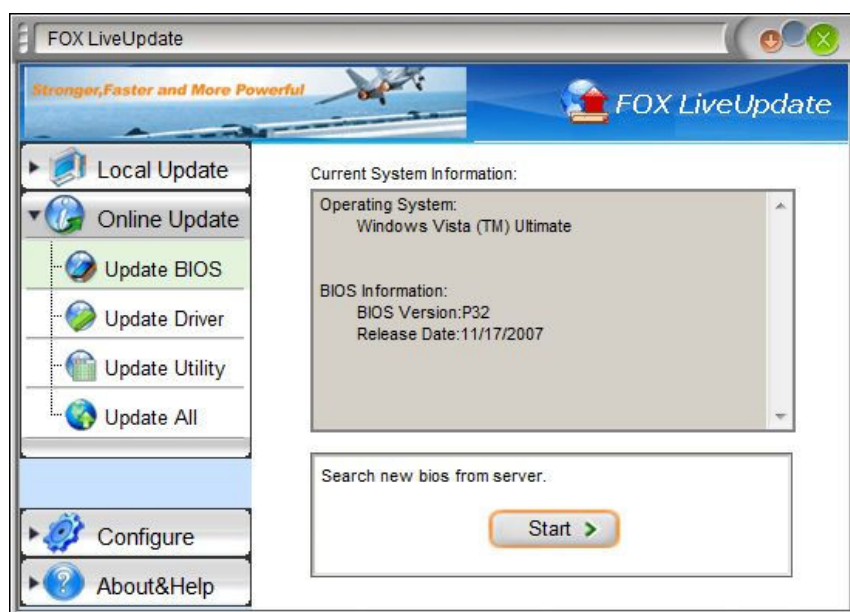 FOX LiveUpdate
Stronger,Faster and More Powerful
FOX LiveUpdate
Local Update
Online Update
Update BIOS
Update Driver
Update Utility
Update All
Configure
About&Help
Current System Information:
Operating System:
Windows Vista (TM) Ultimate
BIOS Information:
BIOS Version:P32
Release Date:11/17/2007
Search new bios from server.
Start >